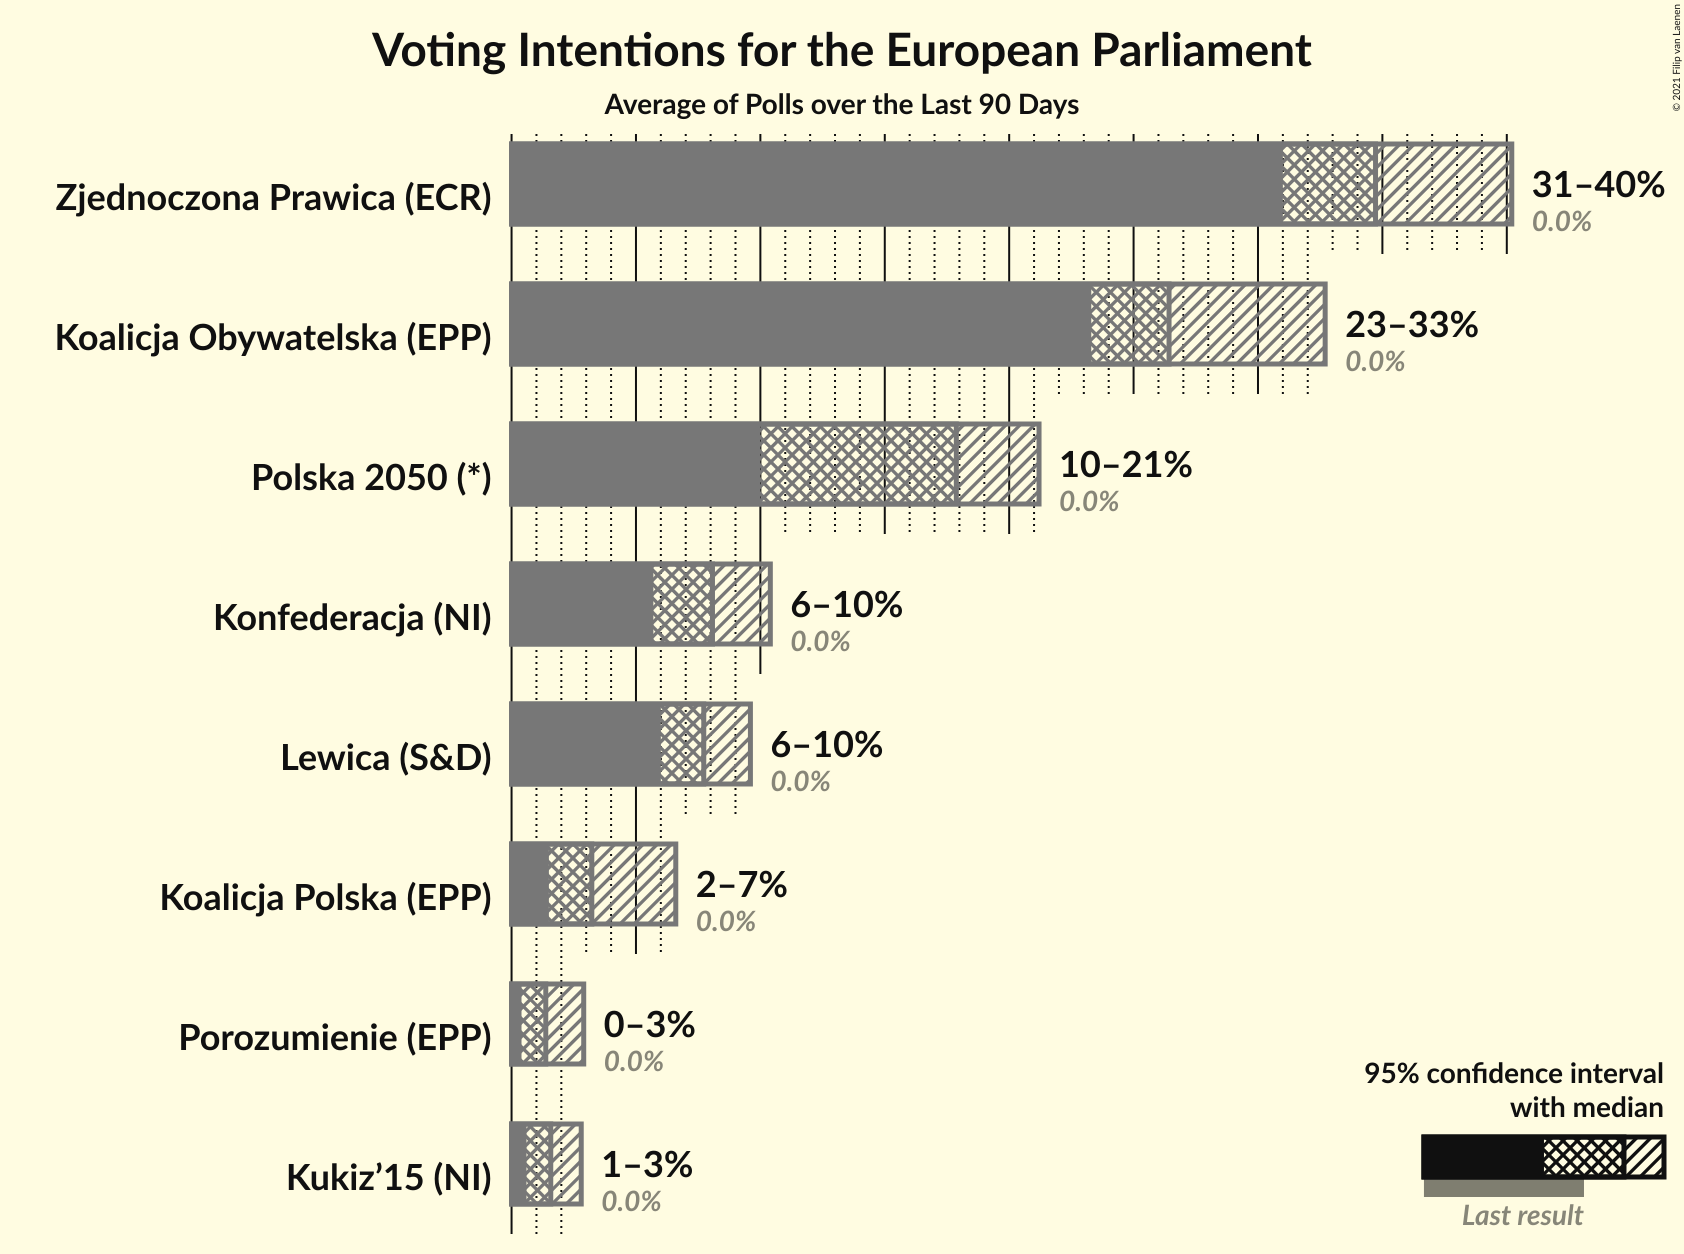 Voting Intentions for the European Parliament
Average of Polls over the Last 90 Days
© 2021 Filip van Laenen
Zjednoczona Prawica (ECR)
31–40%
0.0%
Koalicja Obywatelska (EPP)
23–33%
0.0%
Polska 2050 (*)
10–21%
0.0%
Konfederacja (NI)
6–10%
0.0%
Lewica (S&D)
6–10%
0.0%
Koalicja Polska (EPP)
2–7%
0.0%
Porozumienie (EPP)
0–3%
0.0%
Kukiz’15 (NI)
1–3%
0.0%
95% confidence interval
with median
Last result